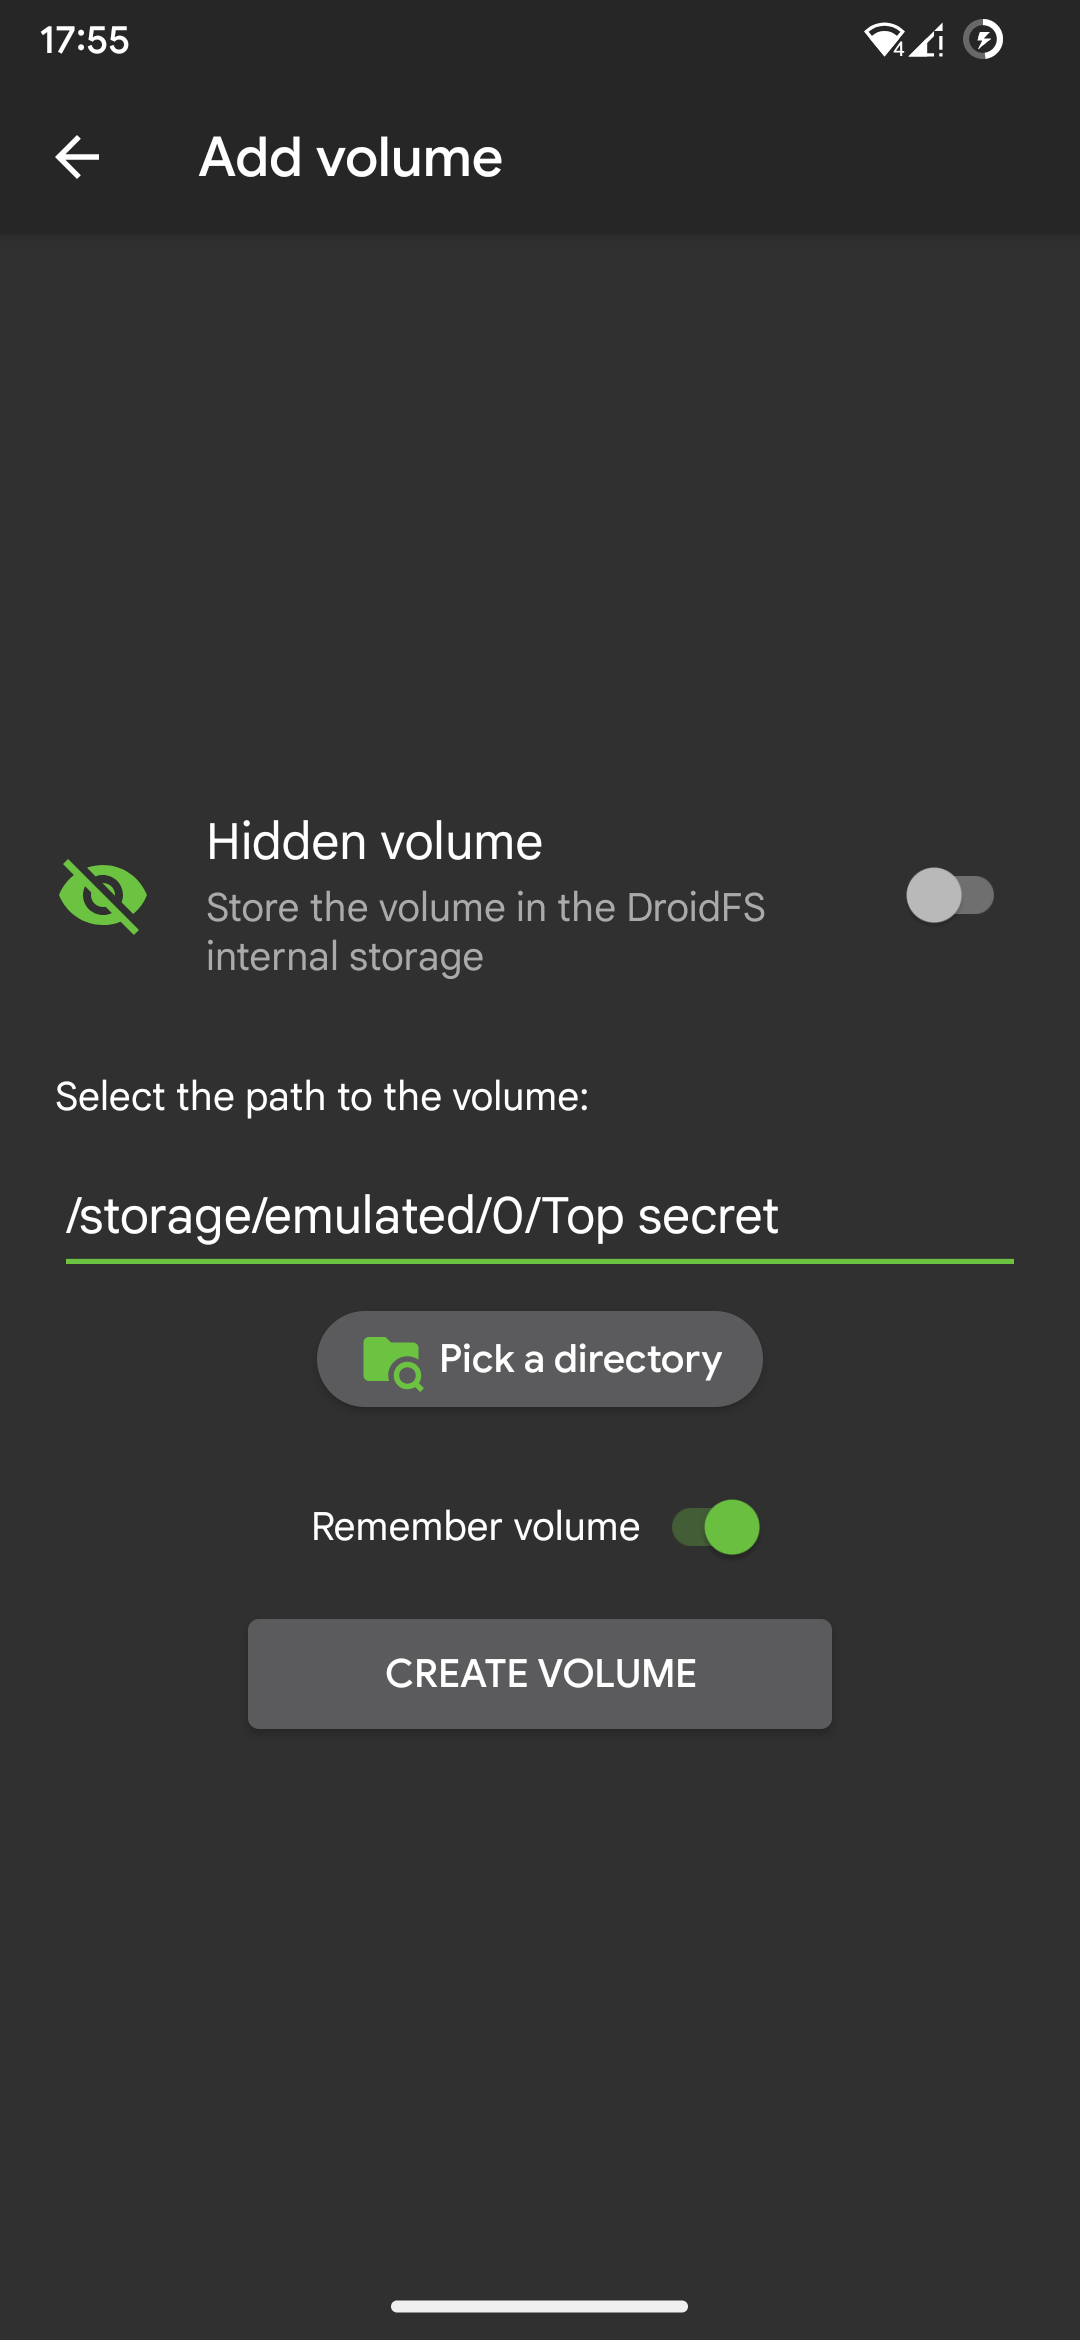 17:55
4
Add volume
Hidden volume
Store the volume in the DroidFS
internal storage
Select the path to the volume:
/storage/emulated/0/Top secret
Pick a directory
Remember volume
CREATE VOLUME